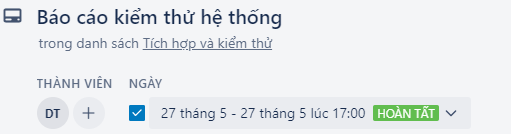 Báo cáo kiểm thử hệ thống
trong danh sách Tích hợp và kiểm thử
THÀNH VIÊN NGÀY
DT + 27 tháng 5 - 27 tháng 5 lúc 17:00 HOÀN TẤT